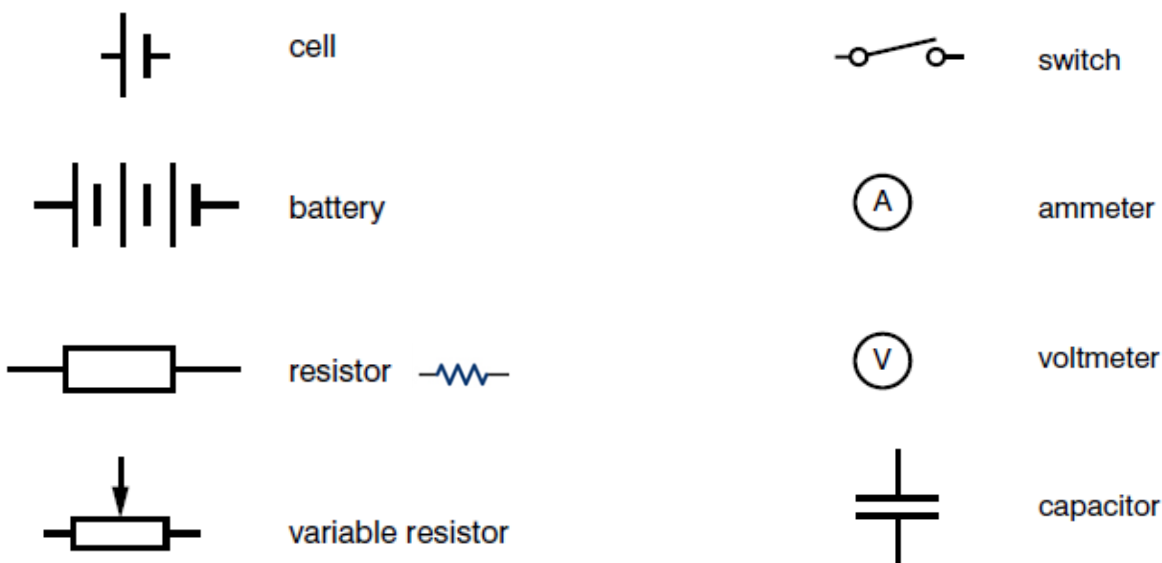 cell
switch
battery
A
ammeter
resistor
V
voltmeter
variable resistor
capacitor